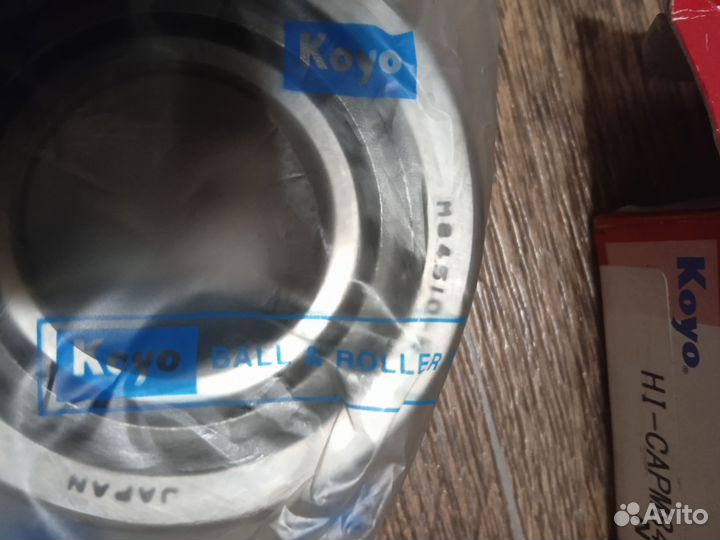 Koyo
M84510
Koyo BALL & ROLLER
JAPAN
Koyo
HI-CAP
Avito